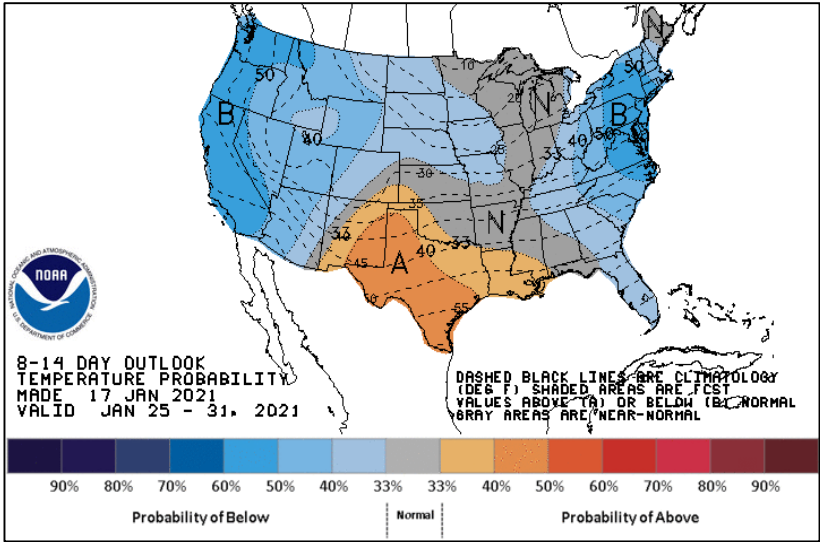 N
10
50
50
20
N
B
B
40 50
33
25
40
30
35
N
33
33
40
A
45
55
NOAA
NATIONAL OCEANIC AND ATMOSPHERIC ADMINISTRATION
U.S. DEPARTMENT OF COMMERCE
8-14 DAY OUTLOOK
TEMPERATURE PROBABILITY
MADE 17 JAN 2021
VALID JAN 25 - 31, 2021
DASHED BLACK LINES ARE CLIMATOLOGY
(DEG F) SHADED AREAS ARE FCST
VALUES ABOVE (A) OR BELOW (B) NORMAL
GRAY AREAS ARE NEAR-NORMAL
90% 80% 70% 60% 50% 40% 33% 33% 40% 50% 60% 70% 80% 90%
Probability of Below Normal Probability of Above